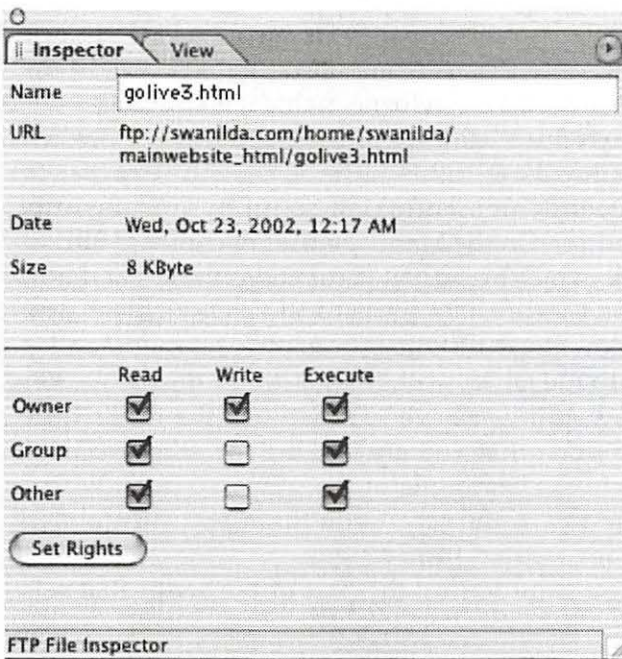 Inspector View
Name golive3.html
URL ftp://swanilda.com/home/swanilda/
mainwebsite_html/golive3.html
Date Wed, Oct 23, 2002, 12:17 AM
Size 8 KByte
Read Write Execute
Owner
Group
Other
Set Rights
FTP File Inspector